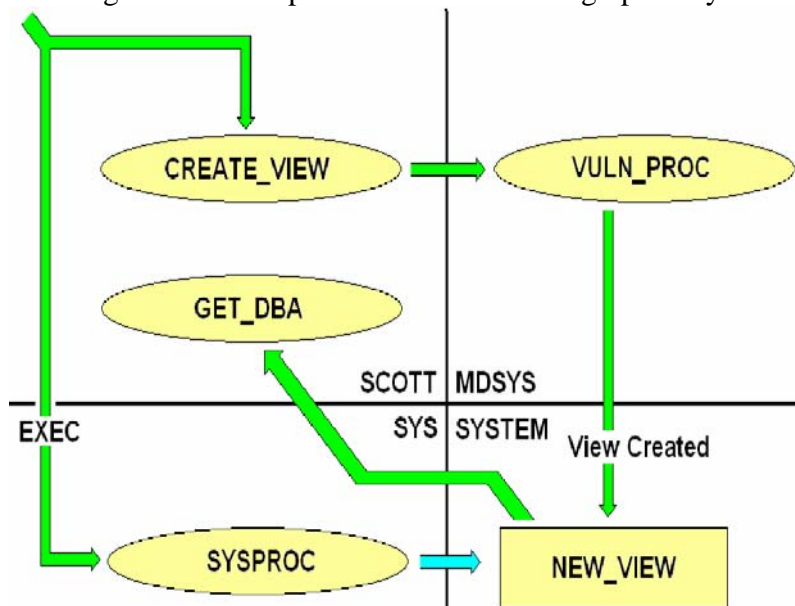 CREATE_VIEW
VULN_PROC
GET_DBA
SCOTT
MDSYS
EXEC
SYS
SYSTEM
View Created
SYSPROC
NEW_VIEW